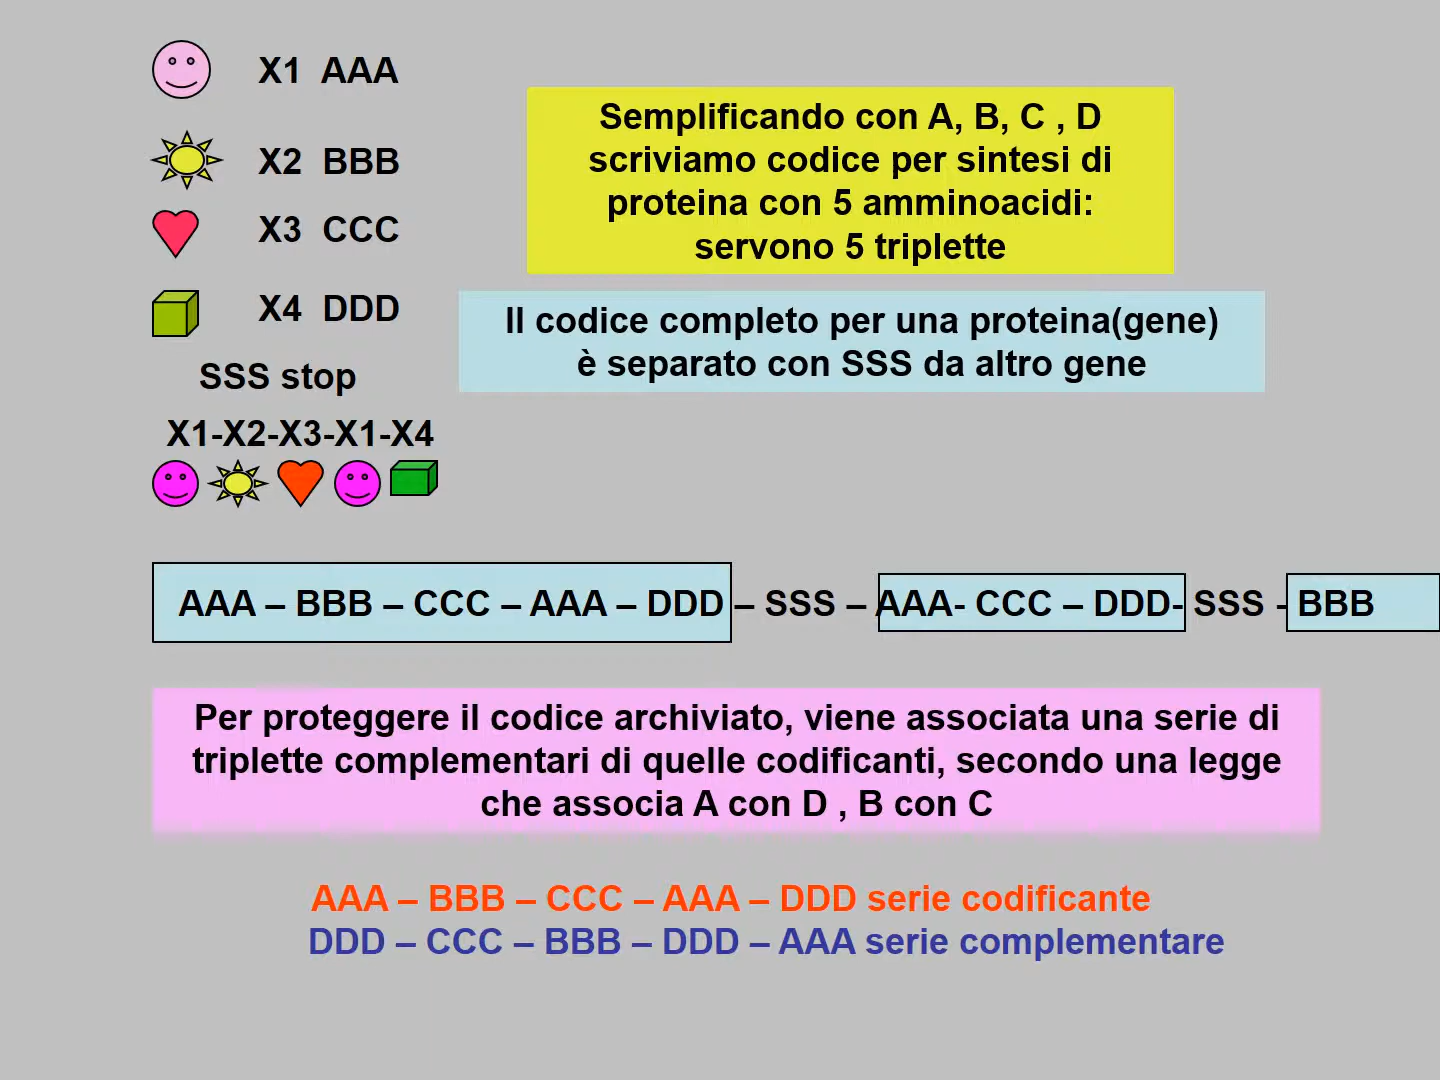 X1 AAA
X2 BBB
X3 CCC
X4 DDD
SSS stop
X1-X2-X3-X1-X4
Semplificando con A, B, C , D
scriviamo codice per sintesi di
proteina con 5 amminoacidi:
servono 5 triplette
Il codice completo per una proteina(gene)
è separato con SSS da altro gene
AAA – BBB – CCC – AAA – DDD – SSS – AAA- CCC – DDD- SSS - BBB
Per proteggere il codice archiviato, viene associata una serie di
triplette complementari di quelle codificanti, secondo una legge
che associa A con D , B con C
AAA – BBB – CCC – AAA – DDD serie codificante
DDD – CCC – BBB – DDD – AAA serie complementare